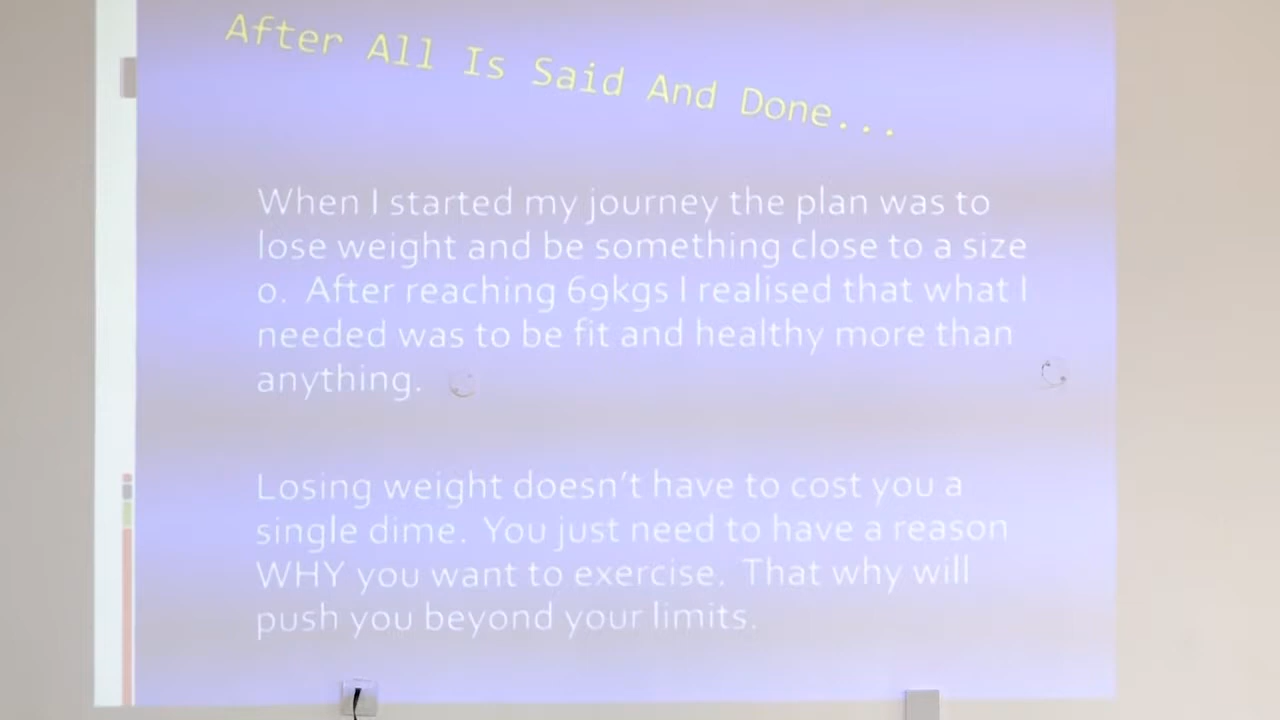 After All Is Said And Done...
When I started my journey the plan was to
lose weight and be something close to a size
0. After reaching 69kgs I realised that what I
needed was to be fit and healthy more than
anything.
Losing weight doesn't have to cost you a
single dime. You just need to have a reason
WHY you want to exercise. That why will
push you beyond your limits.